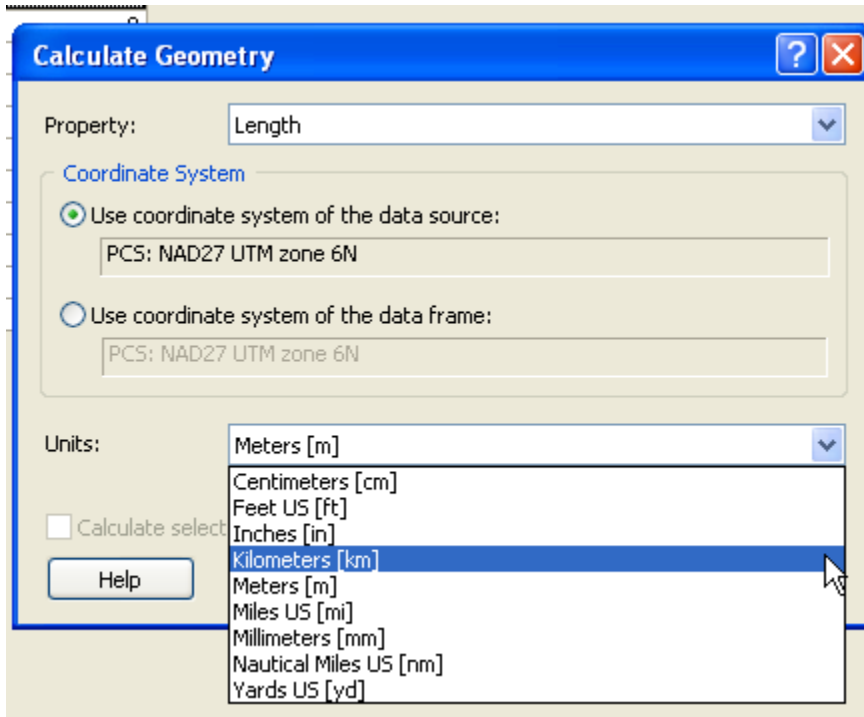 Calculate Geometry
Property:
Length
Coordinate System
Use coordinate system of the data source:
PCS: NAD27 UTM zone 6N
Use coordinate system of the data frame:
PCS: NAD27 UTM zone 6N
Units:
Meters [m]
Centimeters [cm]
Feet US [ft]
Inches [in]
Calculate select
Kilometers [km]
Help
Meters [m]
Miles US [mi]
Millimeters [mm]
Nautical Miles US [nm]
Yards US [yd]